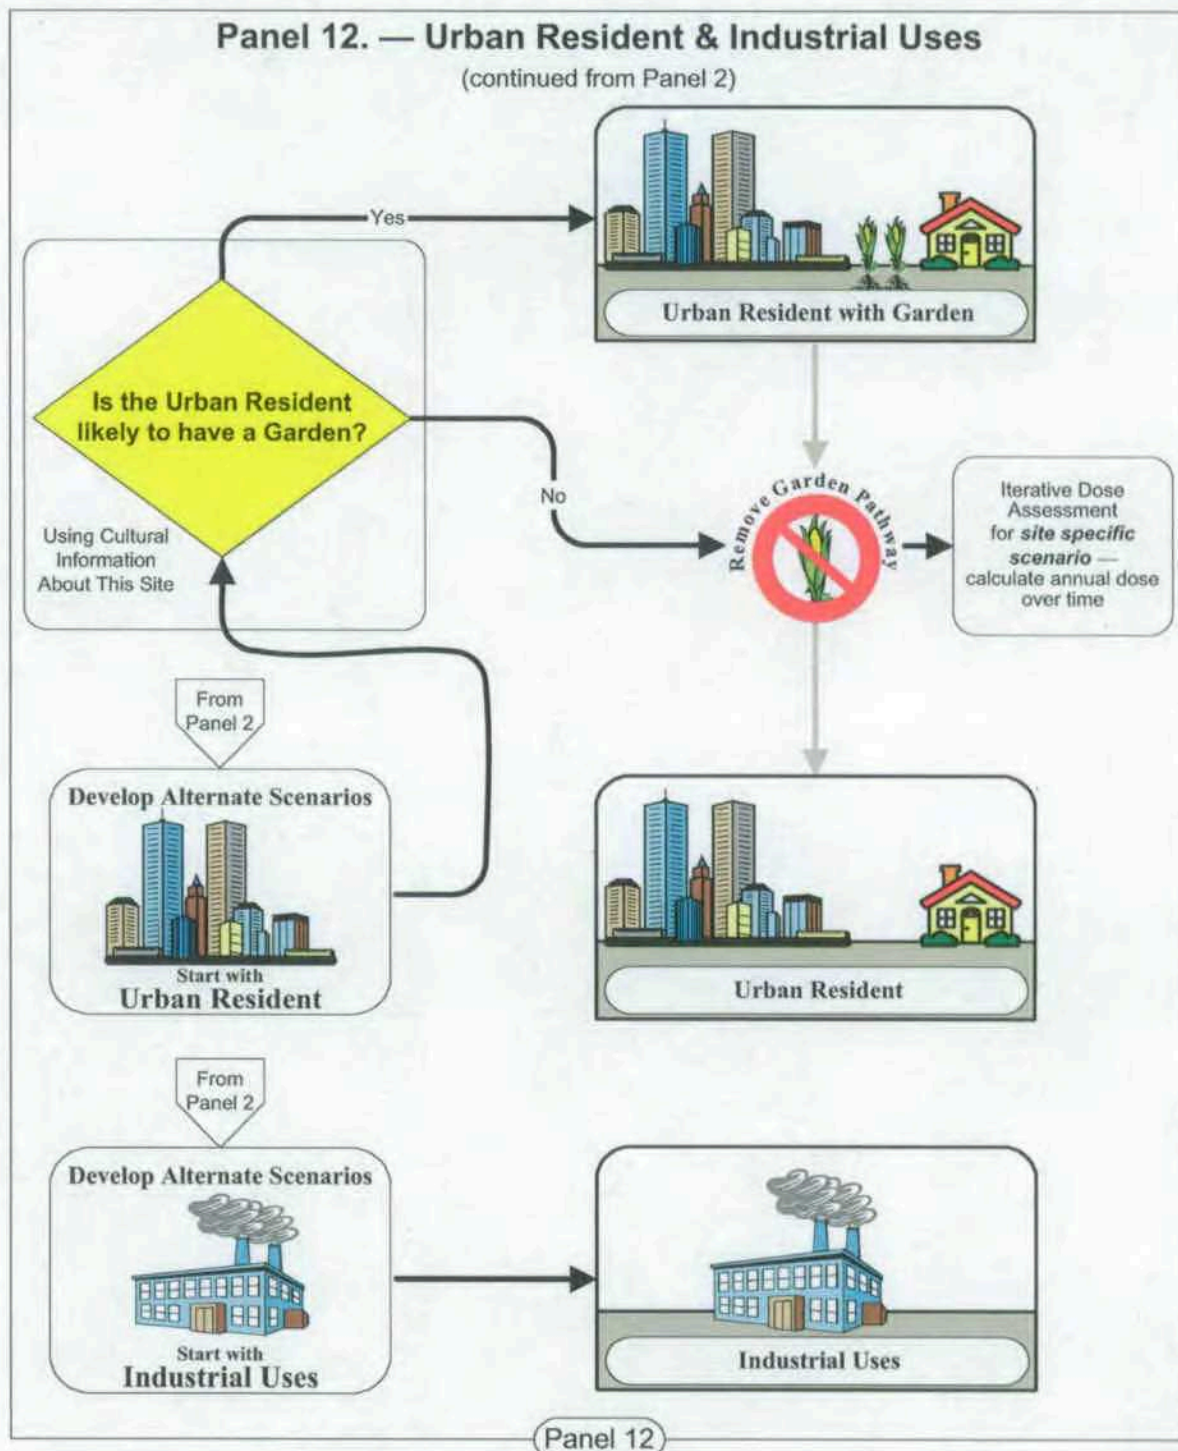 Panel 12. — Urban Resident & Industrial Uses
(continued from Panel 2)
Yes
Urban Resident with Garden
Is the Urban Resident
likely to have a Garden?
Using Cultural
Information
About This Site
No
Remove Garden Pathway
Iterative Dose
Assessment
for site specific
scenario —
calculate annual dose
over time
From
Panel 2
Develop Alternate Scenarios
Start with
Urban Resident
Urban Resident
From
Panel 2
Develop Alternate Scenarios
Start with
Industrial Uses
Industrial Uses
Panel 12